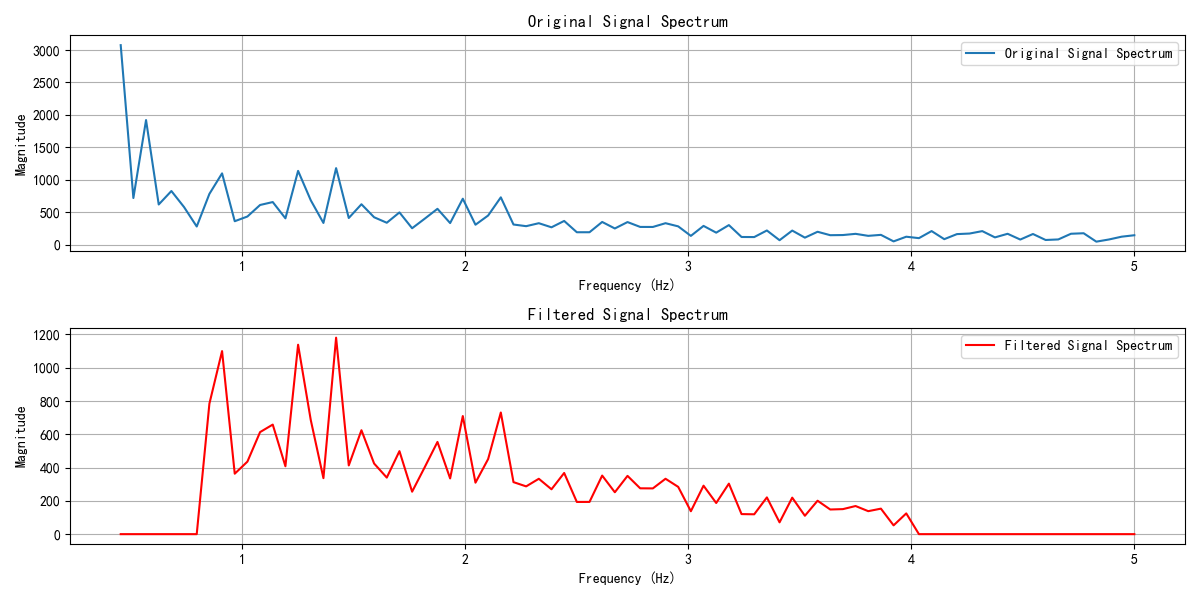 Original Signal Spectrum
Original Signal Spectrum
3000
2500
2000
1500
1000
500
0
Magnitude
1 2 3 4 5
Frequency (Hz)
Filtered Signal Spectrum
Filtered Signal Spectrum
1200
1000
800
600
400
200
0
Magnitude
1 2 3 4 5
Frequency (Hz)